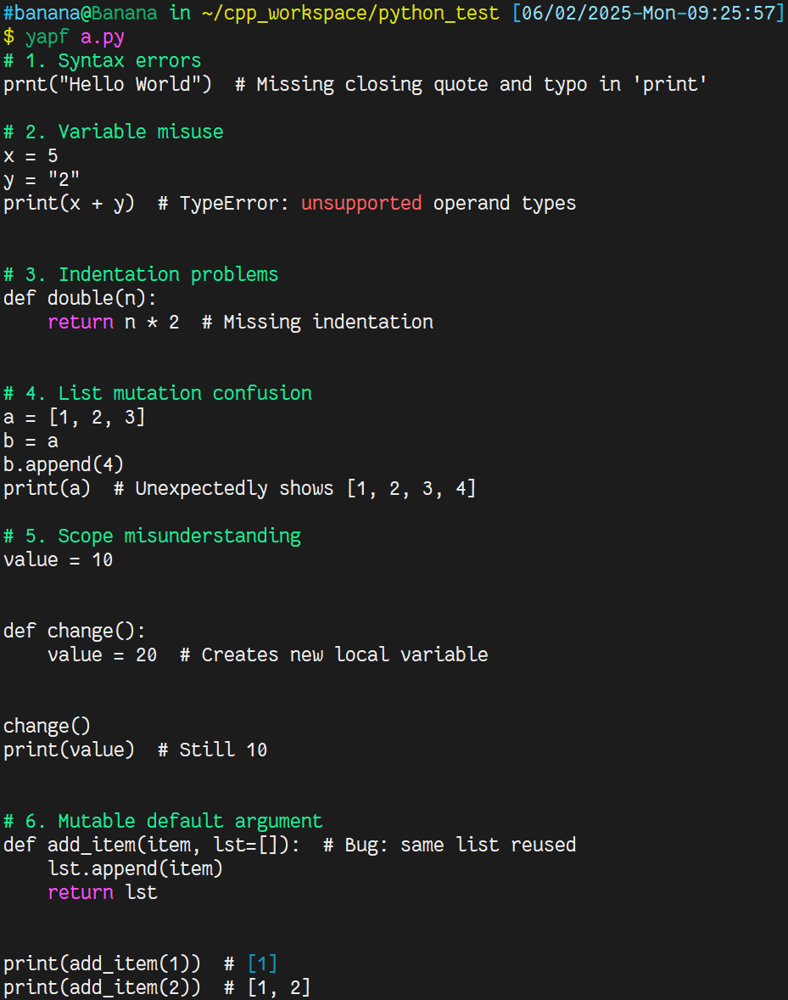 #banana@Banana in ~/cpp_workspace/python_test [06/02/2025-Mon-09:25:57]
$ yapf a.py
# 1. Syntax errors
prnt("Hello World")  # Missing closing quote and typo in 'print'
# 2. Variable misuse
x = 5
y = "2"
print(x + y)  # TypeError: unsupported operand types
# 3. Indentation problems
def double(n):
    return n * 2  # Missing indentation
# 4. List mutation confusion
a = [1, 2, 3]
b = a
b.append(4)
print(a)  # Unexpectedly shows [1, 2, 3, 4]
# 5. Scope misunderstanding
value = 10
def change():
    value = 20  # Creates new local variable
change()
print(value)  # Still 10
# 6. Mutable default argument
def add_item(item, lst=[]):  # Bug: same list reused
    lst.append(item)
    return lst
print(add_item(1))  # [1]
print(add_item(2))  # [1, 2]